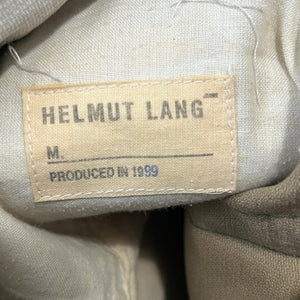 HELMUT LANG
M.
PRODUCED IN 1999